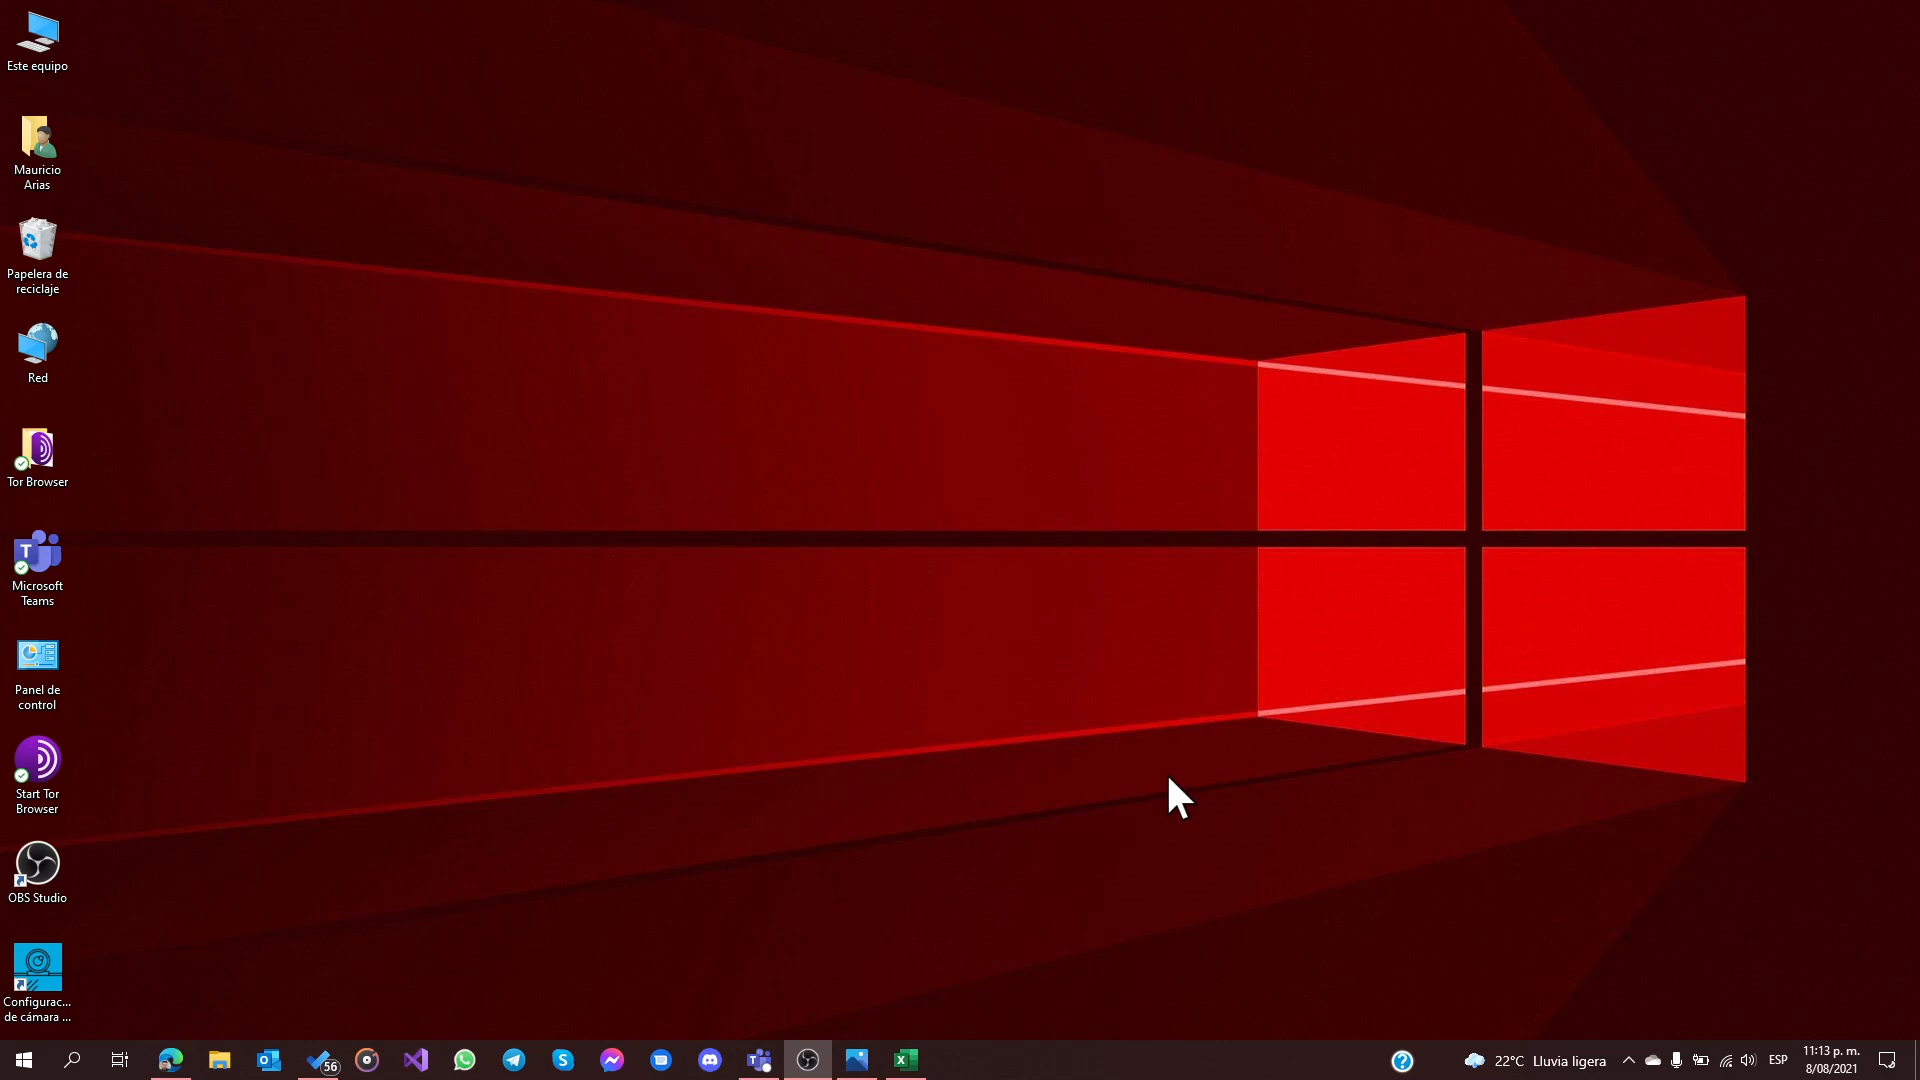 Este equipo
Mauricio
Arias
Papelera de
reciclaje
Red
Tor Browser
Microsoft
Teams
Panel de
control
Start Tor
Browser
OBS Studio
Configurac...
de cámara ...
56
22°C Lluvia ligera
ESP
11:13 p. m.
8/08/2021